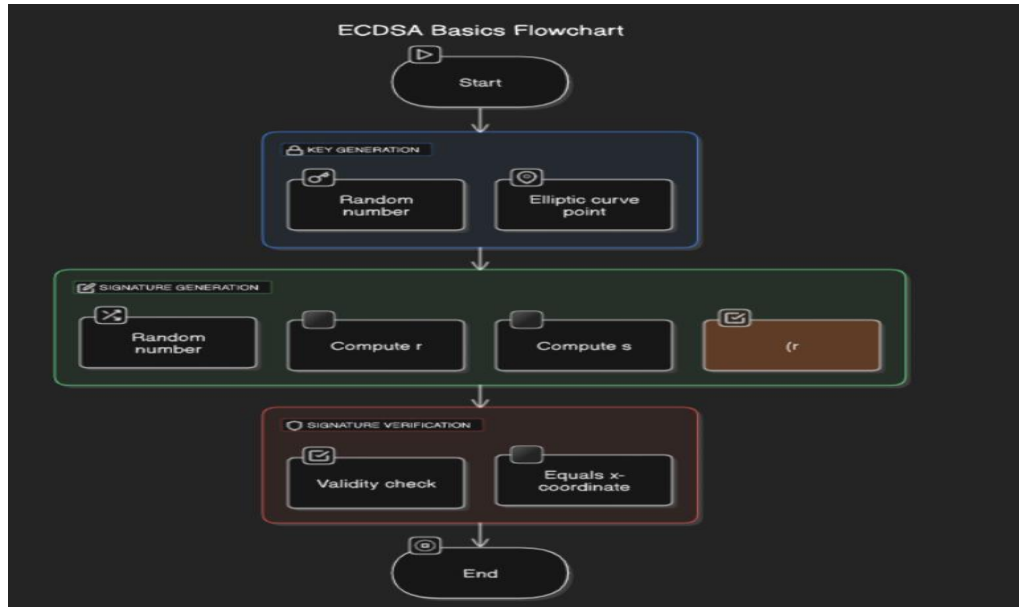 ECDSA Basics Flowchart
Start
KEY GENERATION
Random
number
Elliptic curve
point
SIGNATURE GENERATION
Random
number
Compute r
Compute s
(r
SIGNATURE VERIFICATION
Validity check
Equals x-
coordinate
End